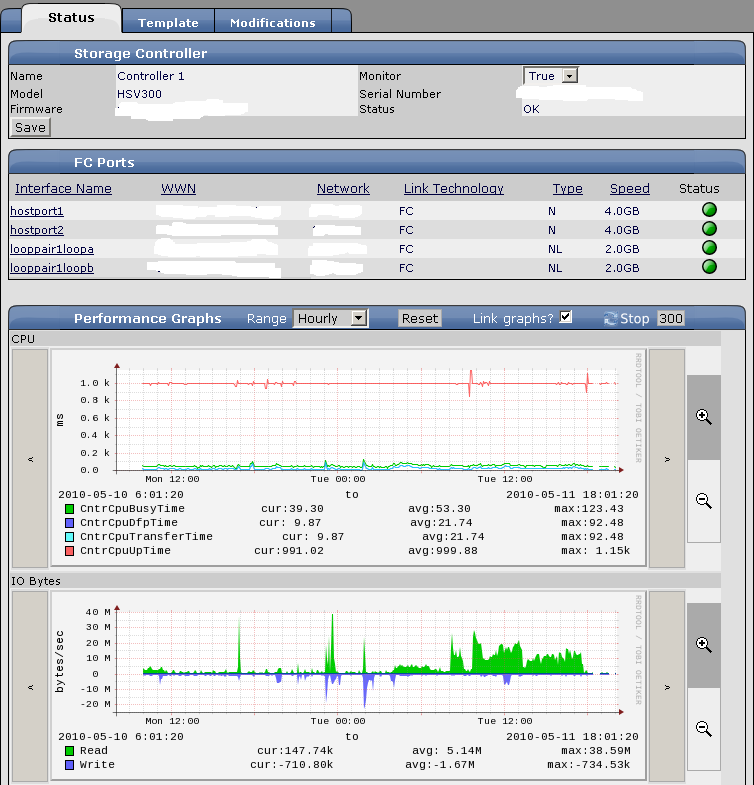 Status Template Modifications
Storage Controller
Name Controller 1 Monitor True
Model HSV300 Serial Number
Firmware Status OK
Save
FC Ports
Interface Name WWN Network Link Technology Type Speed Status
hostport1 FC N 4.0GB
hostport2 FC N 4.0GB
looppair1loopa FC NL 2.0GB
looppair1loopb FC NL 2.0GB
Performance Graphs Range Hourly Reset Link graphs? Stop 300
CPU
RRDTOOL / TOBI OETIKER
1.0 k
0.8 k
0.6 k
0.4 k
0.2 k
0.0
ms
< >
Mon 12:00 Tue 00:00 Tue 12:00
2010-05-10 6:01:20 to 2010-05-11 18:01:20
CntrCpuBusyTime cur:39.30 avg:53.30 max:123.43
CntrCpuDfpTime cur: 9.87 avg:21.74 max:92.48
CntrCpuTransferTime cur: 9.87 avg:21.74 max:92.48
CntrCpuUpTime cur:991.02 avg:999.88 max: 1.15k
IO Bytes
RRDTOOL / TOBI OETIKER
40 M
30 M
20 M
10 M
0
-10 M
-20 M
bytes/sec
< >
Mon 12:00 Tue 00:00 Tue 12:00
2010-05-10 6:01:20 to 2010-05-11 18:01:20
Read cur:147.74k avg: 5.14M max:38.59M
Write cur:-710.80k avg:-1.67M max:-734.53k